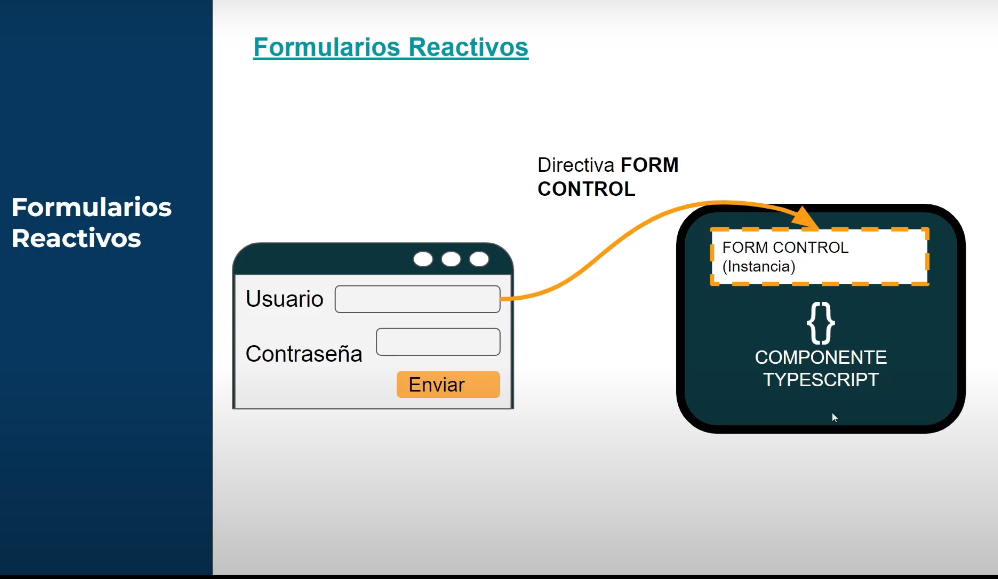 Formularios Reactivos
Formularios
Reactivos
Directiva FORM
CONTROL
Usuario
Contraseña
Enviar
FORM CONTROL
(Instancia)
{}
COMPONENTE
TYPESCRIPT